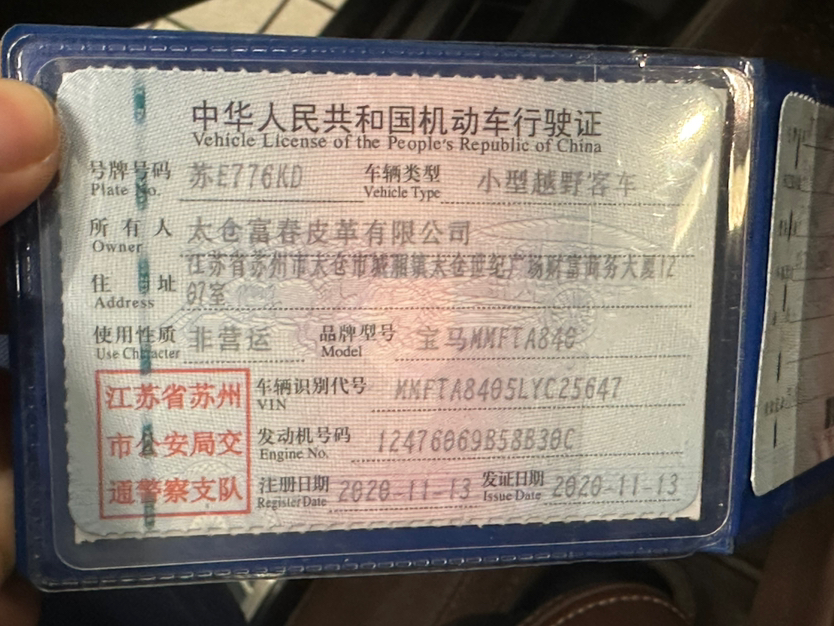 中华人民共和国机动车行驶证
Vehicle License of the People's Republic of China
号牌号码 苏E776KD 车辆类型 小型越野客车
Plate No. Vehicle Type
所有人 太仓富春皮革有限公司
Owner
住址 江苏省苏州市太仓市城厢镇太仓世纪广场财富商务大厦12
Address 07室
使用性质 非营运 品牌型号 宝马MMFTA840
Use Character Model
江苏省苏州 车辆识别代号 MMFTA8405LYC25647
VIN
市公安局交 发动机号码 12476069B58B30C
Engine No.
通警察支队 注册日期 2020-11-13 发证日期 2020-11-13
Register Date Issue Date